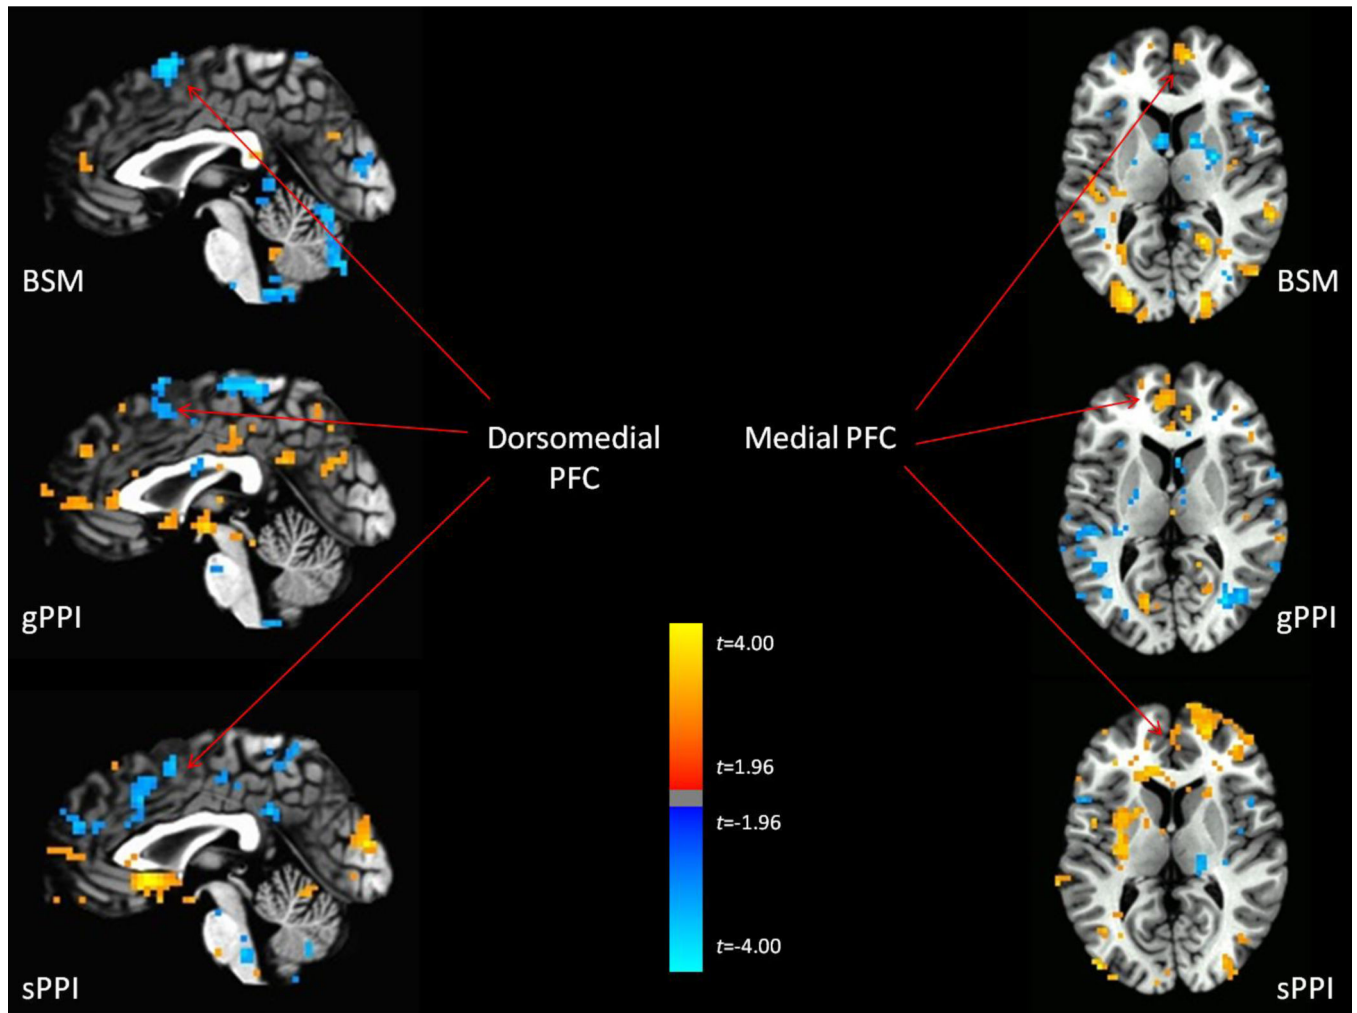 BSM
BSM
gPPI
Dorsomedial
PFC
Medial PFC
gPPI
t=4.00
t=1.96
t=-1.96
t=-4.00
sPPI
sPPI